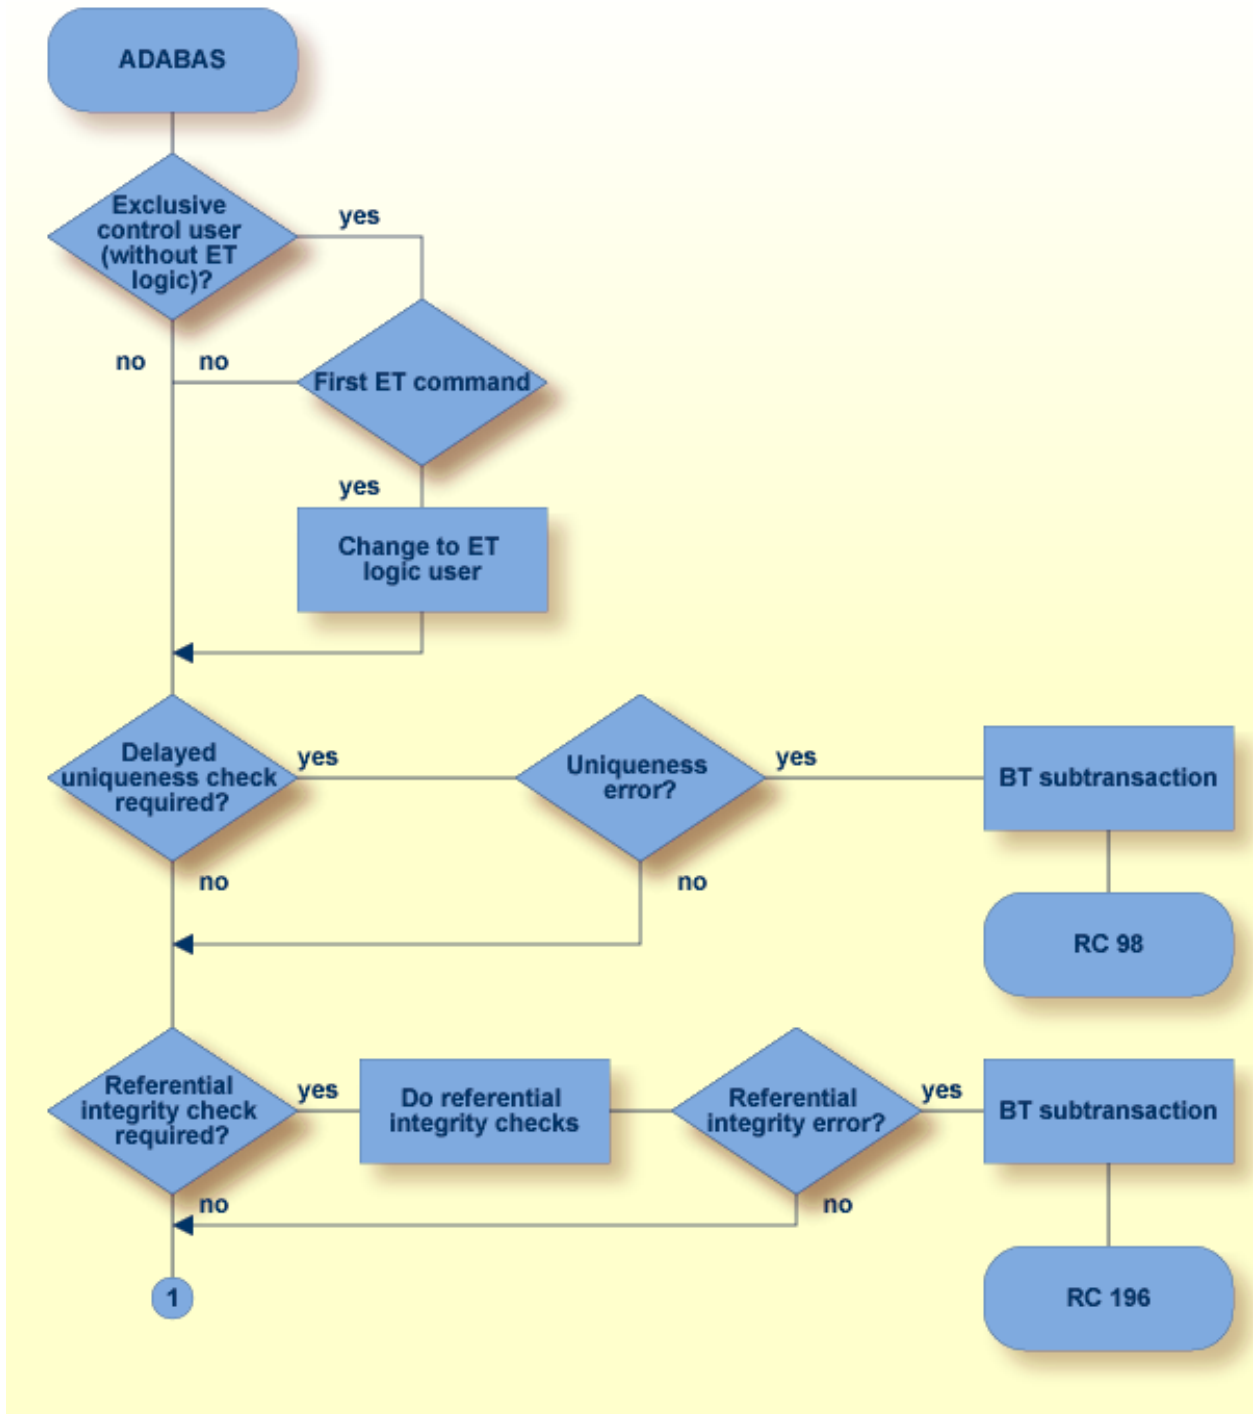 ADABAS
Exclusive
control user
(without ET
logic)?
yes
no
no
First ET command
yes
Change to ET
logic user
Delayed
uniqueness check
required?
yes
Uniqueness
error?
yes
BT subtransaction
no
no
RC 98
Referential
integrity check
required?
yes
Do referential
integrity checks
Referential
integrity error?
yes
BT subtransaction
no
no
1
RC 196